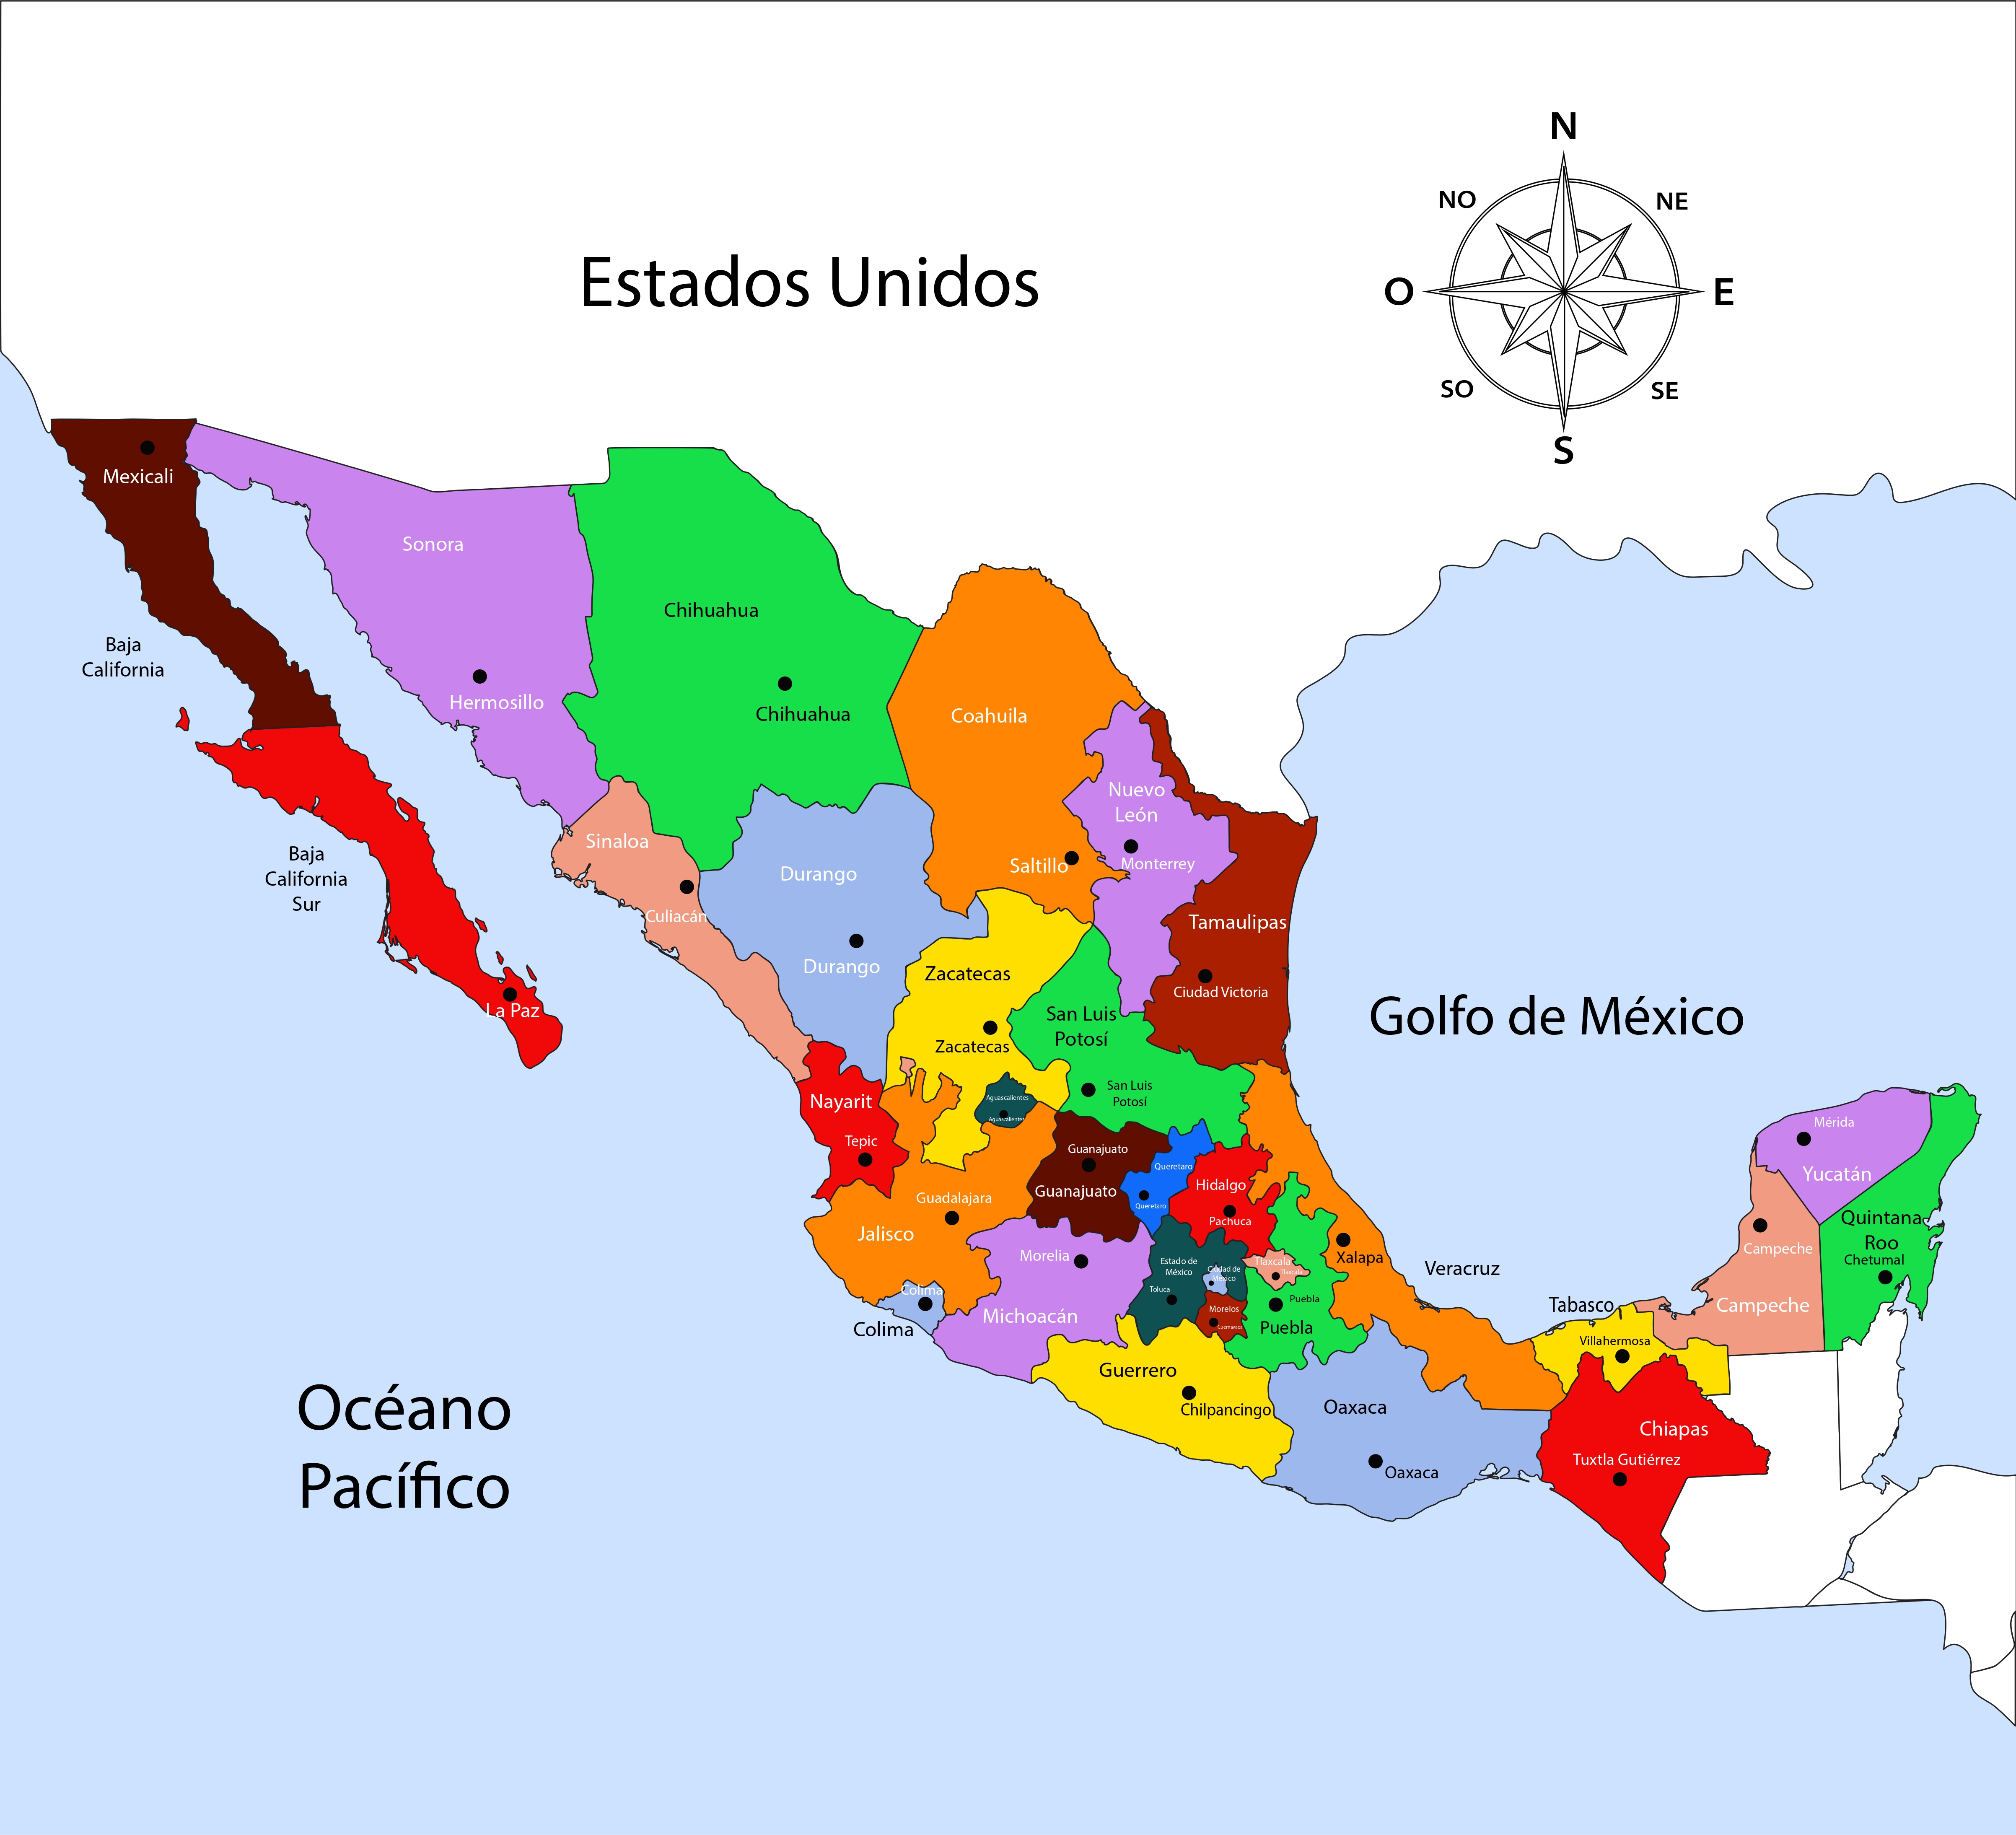 N
NO
NE
O
E
SO
SE
S
Estados Unidos
Mexicali
Sonora
Chihuahua
Baja
California
Hermosillo
Chihuahua
Coahuila
Nuevo
León
Sinaloa
Durango
Saltillo
Monterrey
Baja
California
Sur
Culiacán
Tamaulipas
Durango
Zacatecas
Ciudad Victoria
La Paz
San Luis
Potosí
Golfo de México
Zacatecas
San Luis
Potosí
Nayarit
Aguascalientes
Aguascalientes
Tepic
Guanajuato
Queretaro
Mérida
Yucatán
Guanajuato
Hidalgo
Guadalajara
Queretaro
Pachuca
Jalisco
Quintana
Roo
Morelia
Xalapa
Campeche
Chetumal
Estado de
México
Tlaxcala
Tlaxcala
Ciudad de
México
Veracruz
Toluca
Colima
Puebla
Tabasco
Campeche
Morelos
Cuernavaca
Michoacán
Colima
Puebla
Villahermosa
Guerrero
Chilpancingo
Oaxaca
Chiapas
Océano
Pacífico
Tuxtla Gutiérrez
Oaxaca